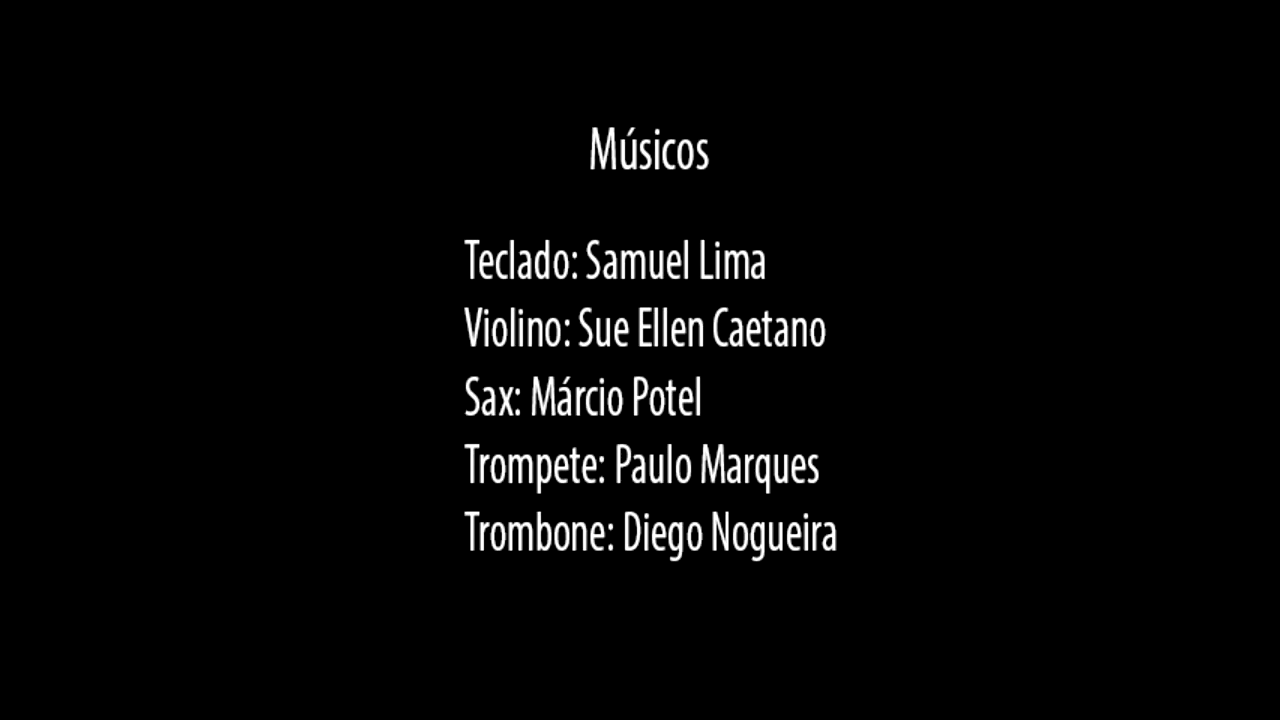 Músicos
Teclado: Samuel Lima
Violino: Sue Ellen Caetano
Sax: Márcio Potel
Trompete: Paulo Marques
Trombone: Diego Nogueira